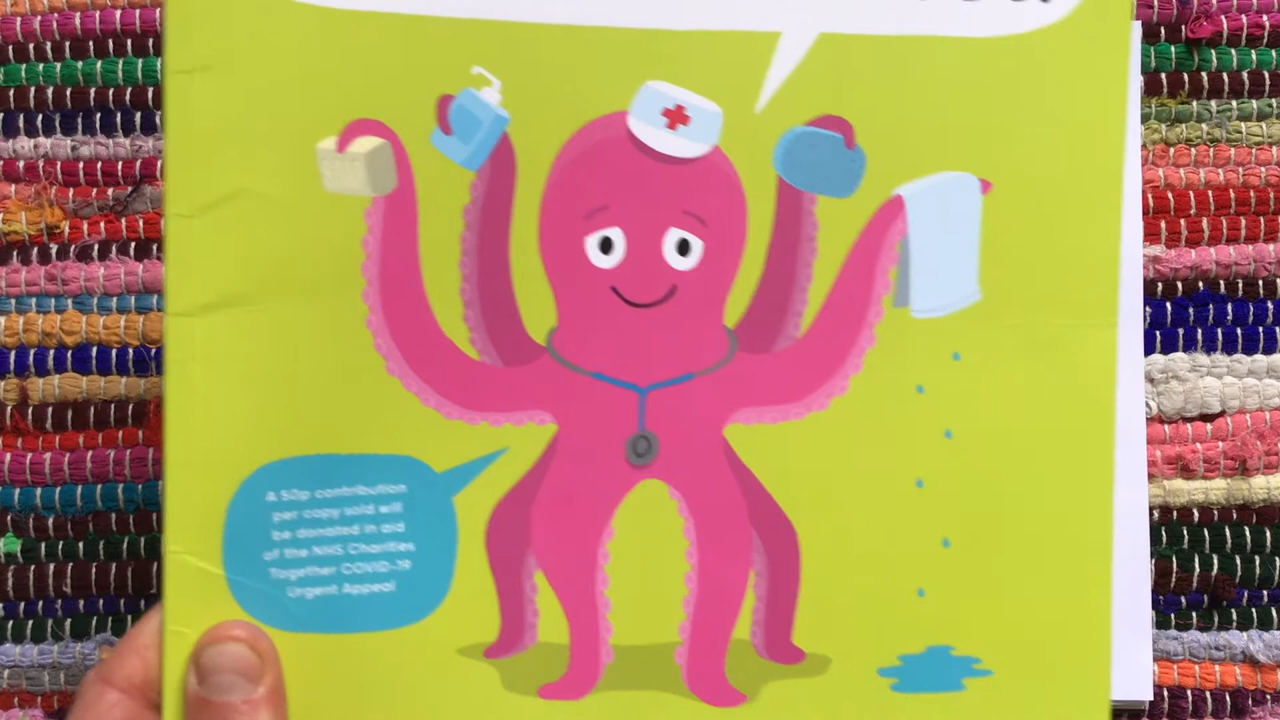 A 50p contribution
per copy sold will
be donated in aid
of the NHS Charities
Together COVID-19
Urgent Appeal